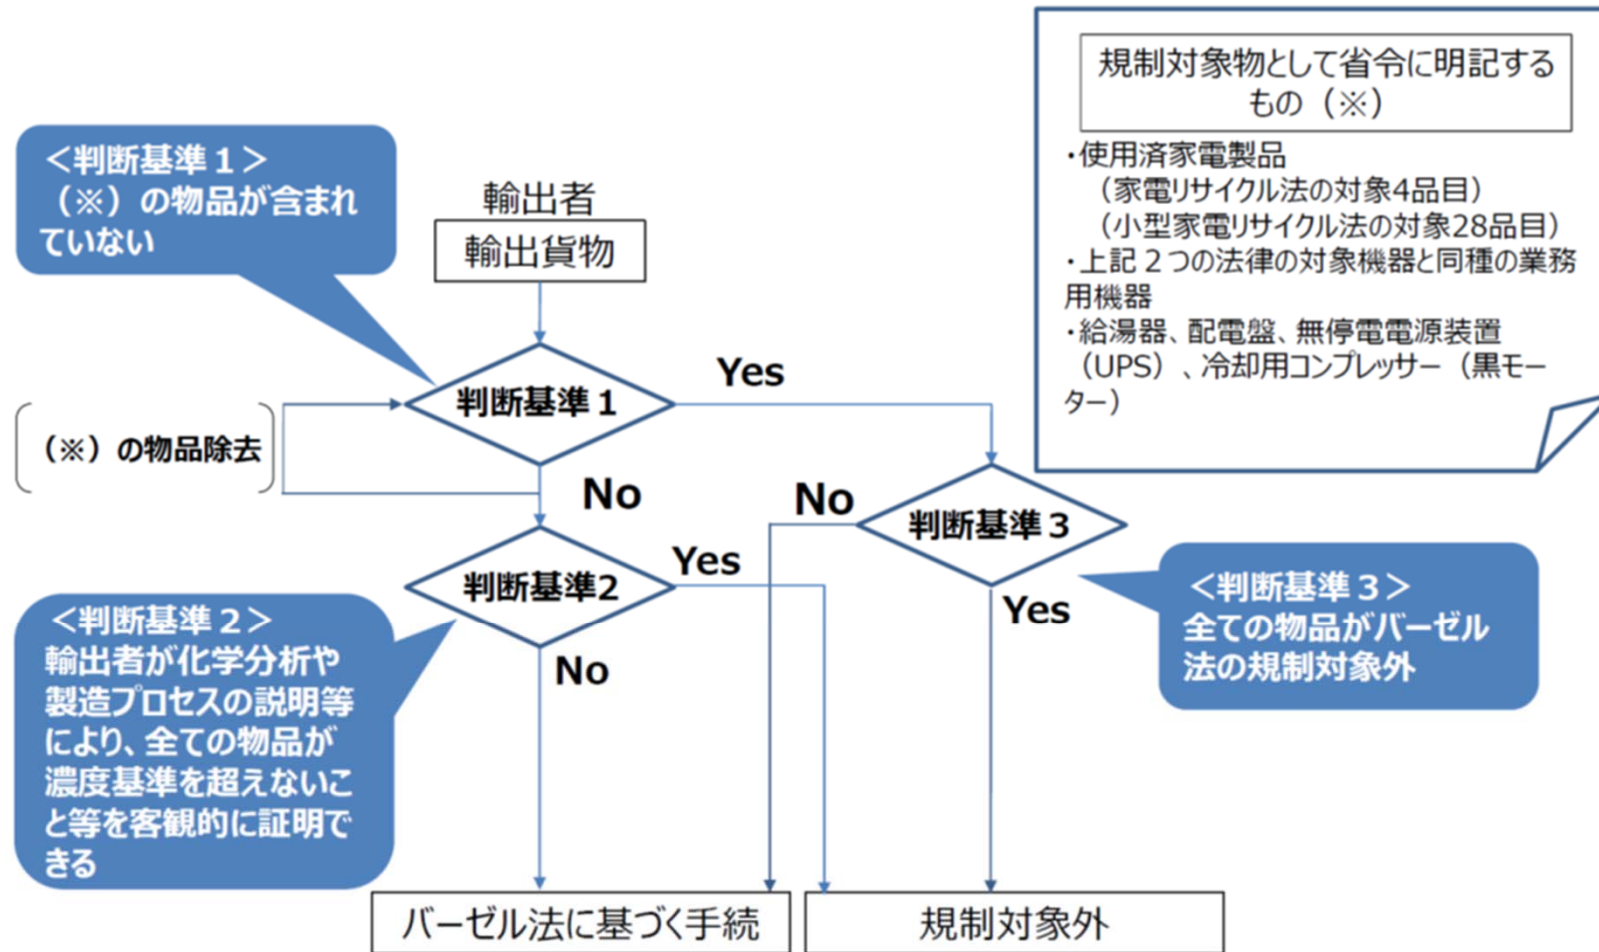 規制対象物として省令に明記する
もの（※）
・使用済家電製品
（家電リサイクル法の対象4品目）
（小型家電リサイクル法の対象28品目）
・上記２つの法律の対象機器と同種の業務
用機器
・給湯器、配電盤、無停電電源装置
（UPS）、冷却用コンプレッサー（黒モー
ター）
＜判断基準１＞
（※）の物品が含まれ
ていない
輸出者
輸出貨物
判断基準１
Yes
（※）の物品除去
No
判断基準2
Yes
No
判断基準３
No
Yes
＜判断基準２＞
輸出者が化学分析や
製造プロセスの説明等
により、全ての物品が
濃度基準を超えないこ
と等を客観的に証明で
きる
＜判断基準３＞
全ての物品がバーゼル
法の規制対象外
バーゼル法に基づく手続
規制対象外